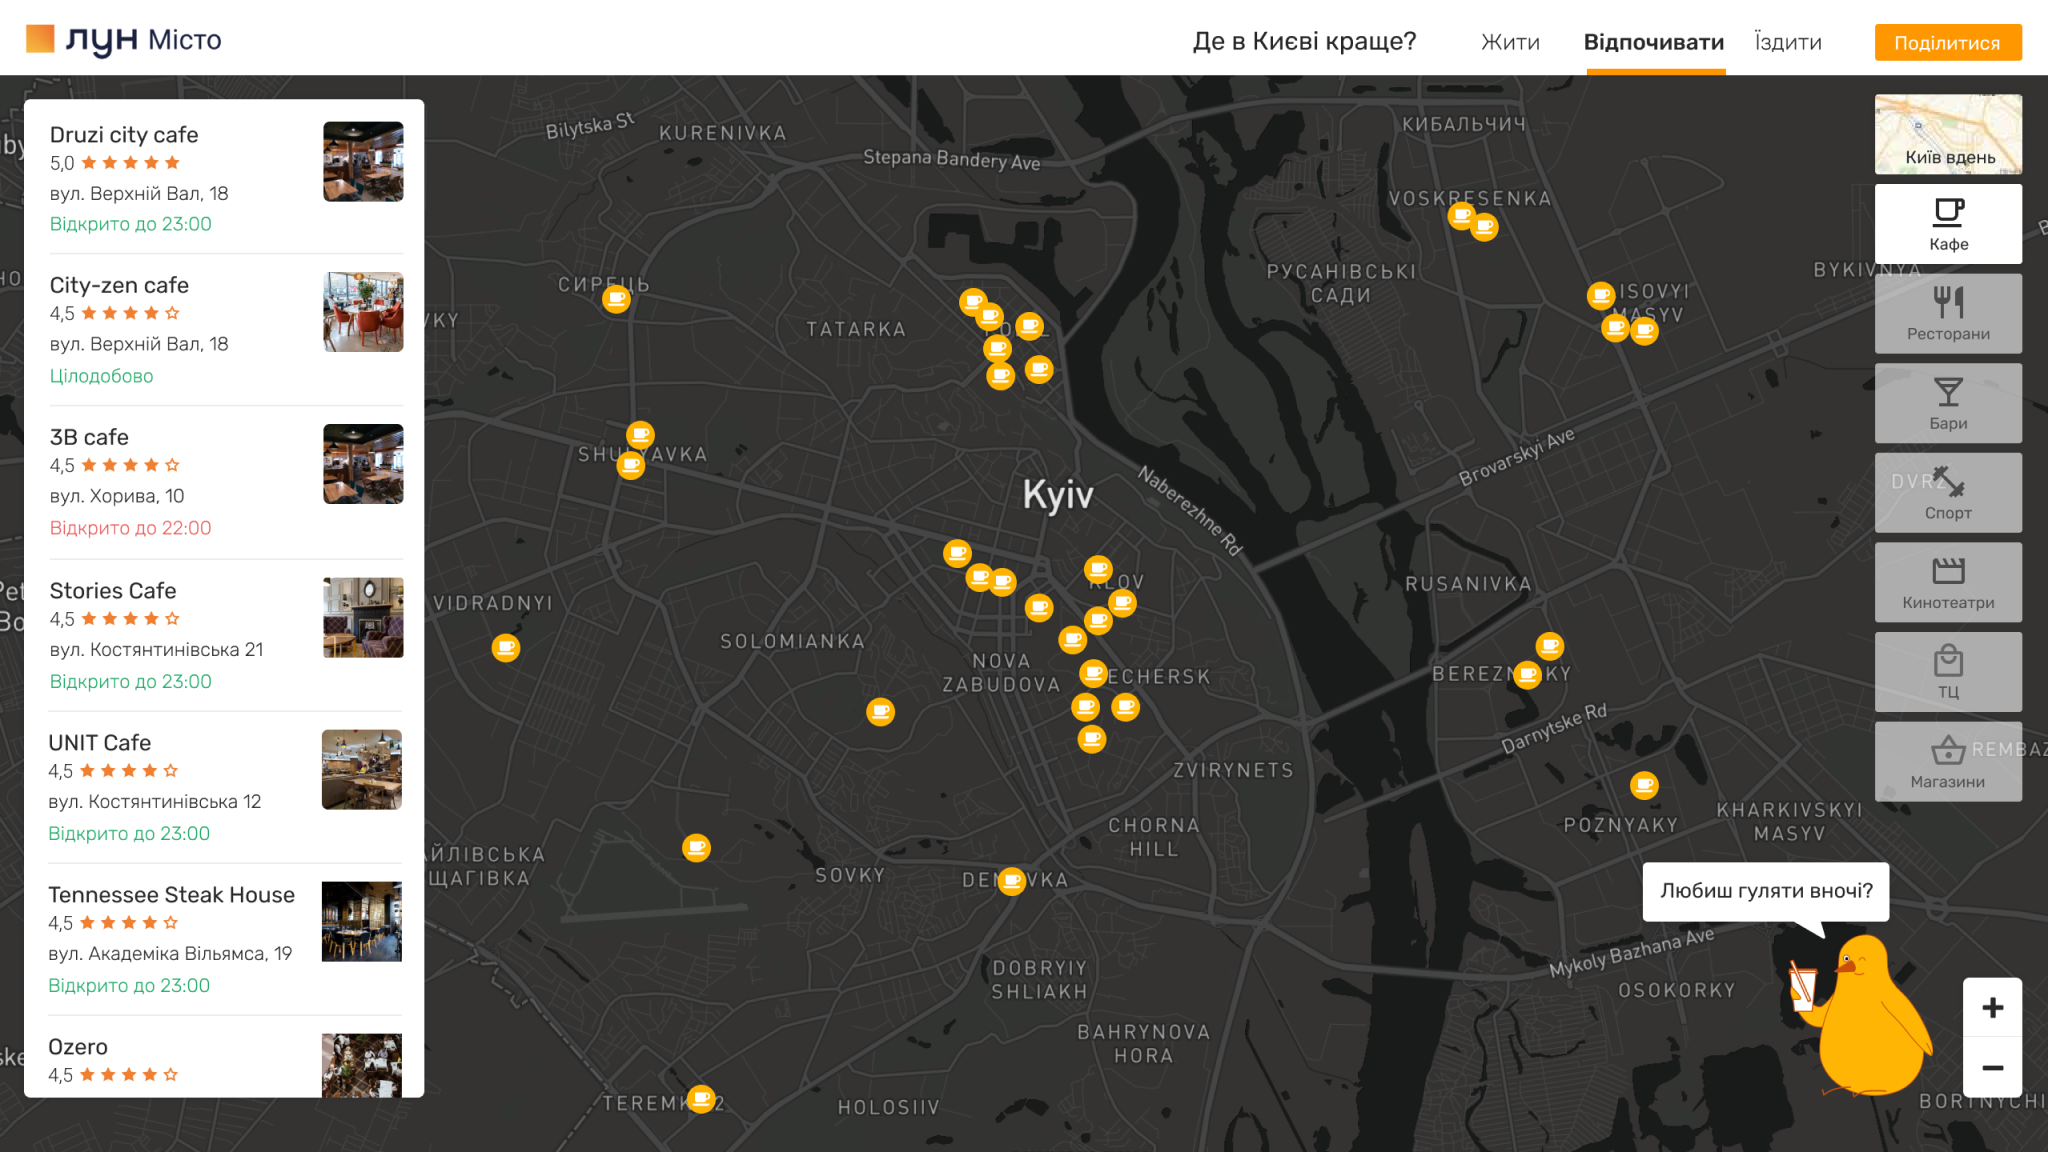 лун Місто
Де в Києві краще?
Жити
Відпочивати
Їздити
Поділитися
Druzi city cafe
5,0
вул. Верхній Вал, 18
Відкрито до 23:00
City-zen cafe
4,5
вул. Верхній Вал, 18
Цілодобово
3B cafe
4,5
вул. Хорива, 10
Відкрито до 22:00
Stories Cafe
4,5
вул. Костянтинівська 21
Відкрито до 23:00
UNIT Cafe
4,5
вул. Костянтинівська 12
Відкрито до 23:00
Tennessee Steak House
4,5
вул. Академіка Вільямса, 19
Відкрито до 23:00
Ozero
4,5
Bilytska St
KURENIVKA
Stepana Bandery Ave
КИБАЛЬЧИЧ
VOSKRESENKA
РУСАНІВСЬКІ
САДИ
BYKIVNYA
СИРЕЦЬ
TATARKA
ISOVYI
MASYV
VKY
SHULYAVKA
Kyiv
Naberezhne Rd
Brovarskyi Ave
DVRZ
VIDRADNYI
KLOV
RUSANIVKA
SOLOMIANKA
NOVA
ZABUDOVA
ECHERSK
BEREZNYAKY
Darnytske Rd
ZVIRYNETS
REMBAZ
CHORNA
HILL
POZNYAKY
KHARKIVSKYI
MASYV
АЙЛІВСЬКА
ЩАГІВКА
SOVKY
DEMIIVKA
Mykoly Bazhana Ave
DOBRYIY
SHLIAKH
OSOKORKY
BAHRYNOVA
HORA
TEREMKY 2
HOLOSIIV
BORTNYCHI
Київ вдень
Кафе
Ресторани
Бари
Спорт
Кинотеатри
ТЦ
Магазини
Любиш гуляти вночі?
+
−